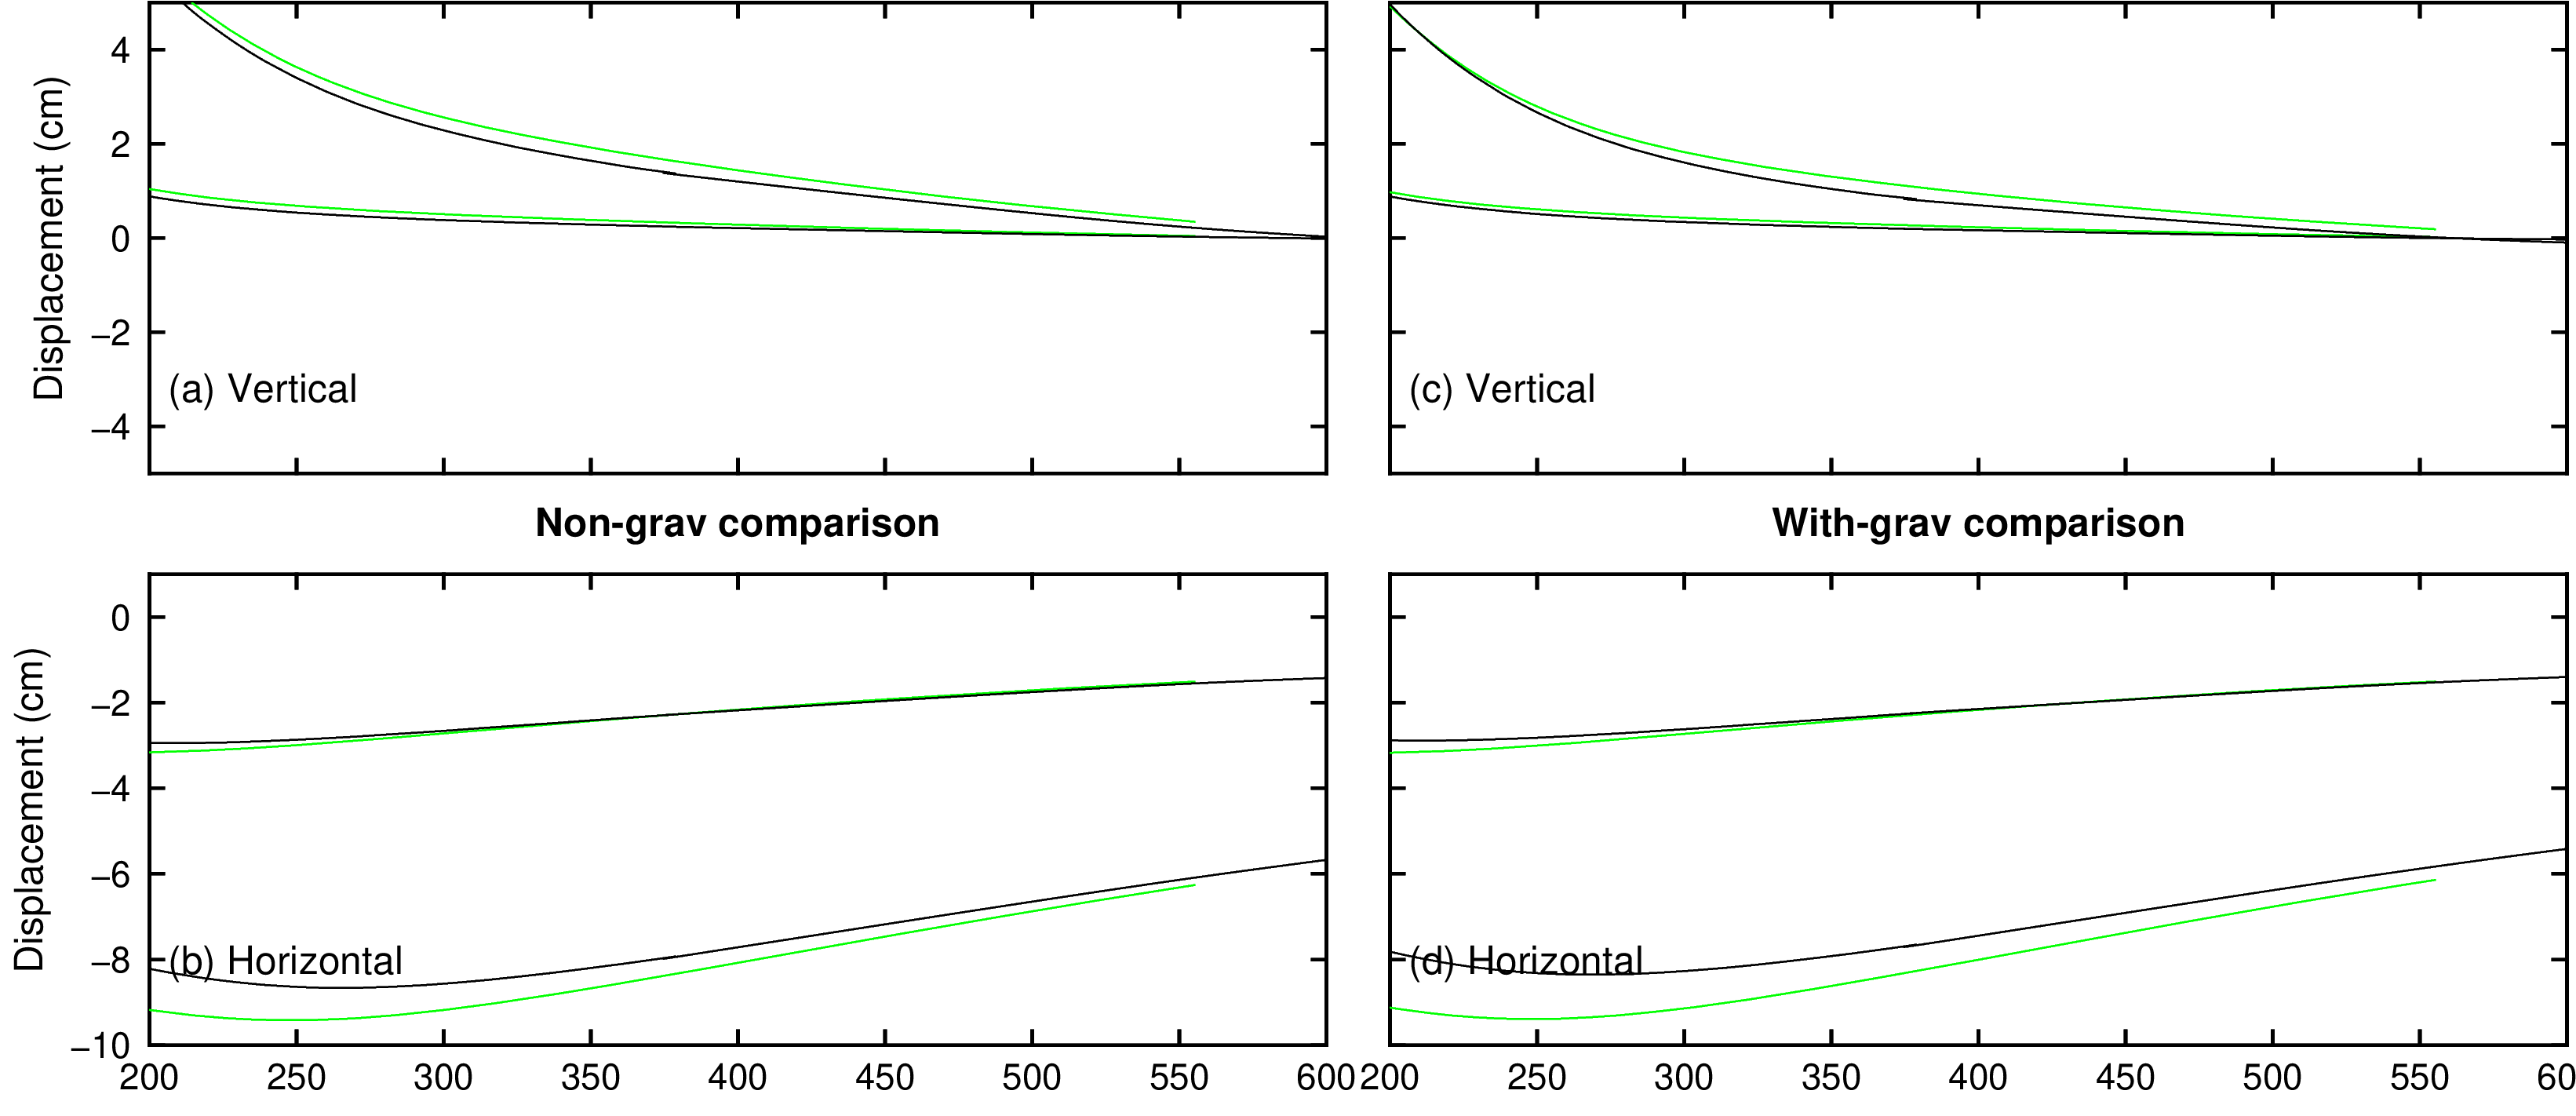 4
2
0
−2
−4
Displacement (cm)
(a) Vertical
(c) Vertical
Non-grav comparison
With-grav comparison
0
−2
−4
−6
−8
−10
Displacement (cm)
(b) Horizontal
(d) Horizontal
200 250 300 350 400 450 500 550 600
200 250 300 350 400 450 500 550 60